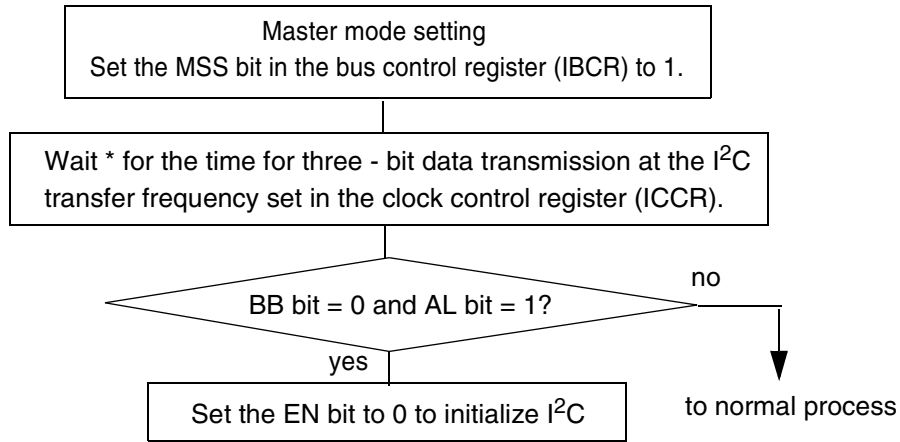 Master mode setting
Set the MSS bit in the bus control register (IBCR) to 1.
Wait * for the time for three - bit data transmission at the I²C
transfer frequency set in the clock control register (ICCR).
no
BB bit = 0 and AL bit = 1?
yes
Set the EN bit to 0 to initialize I²C
to normal process